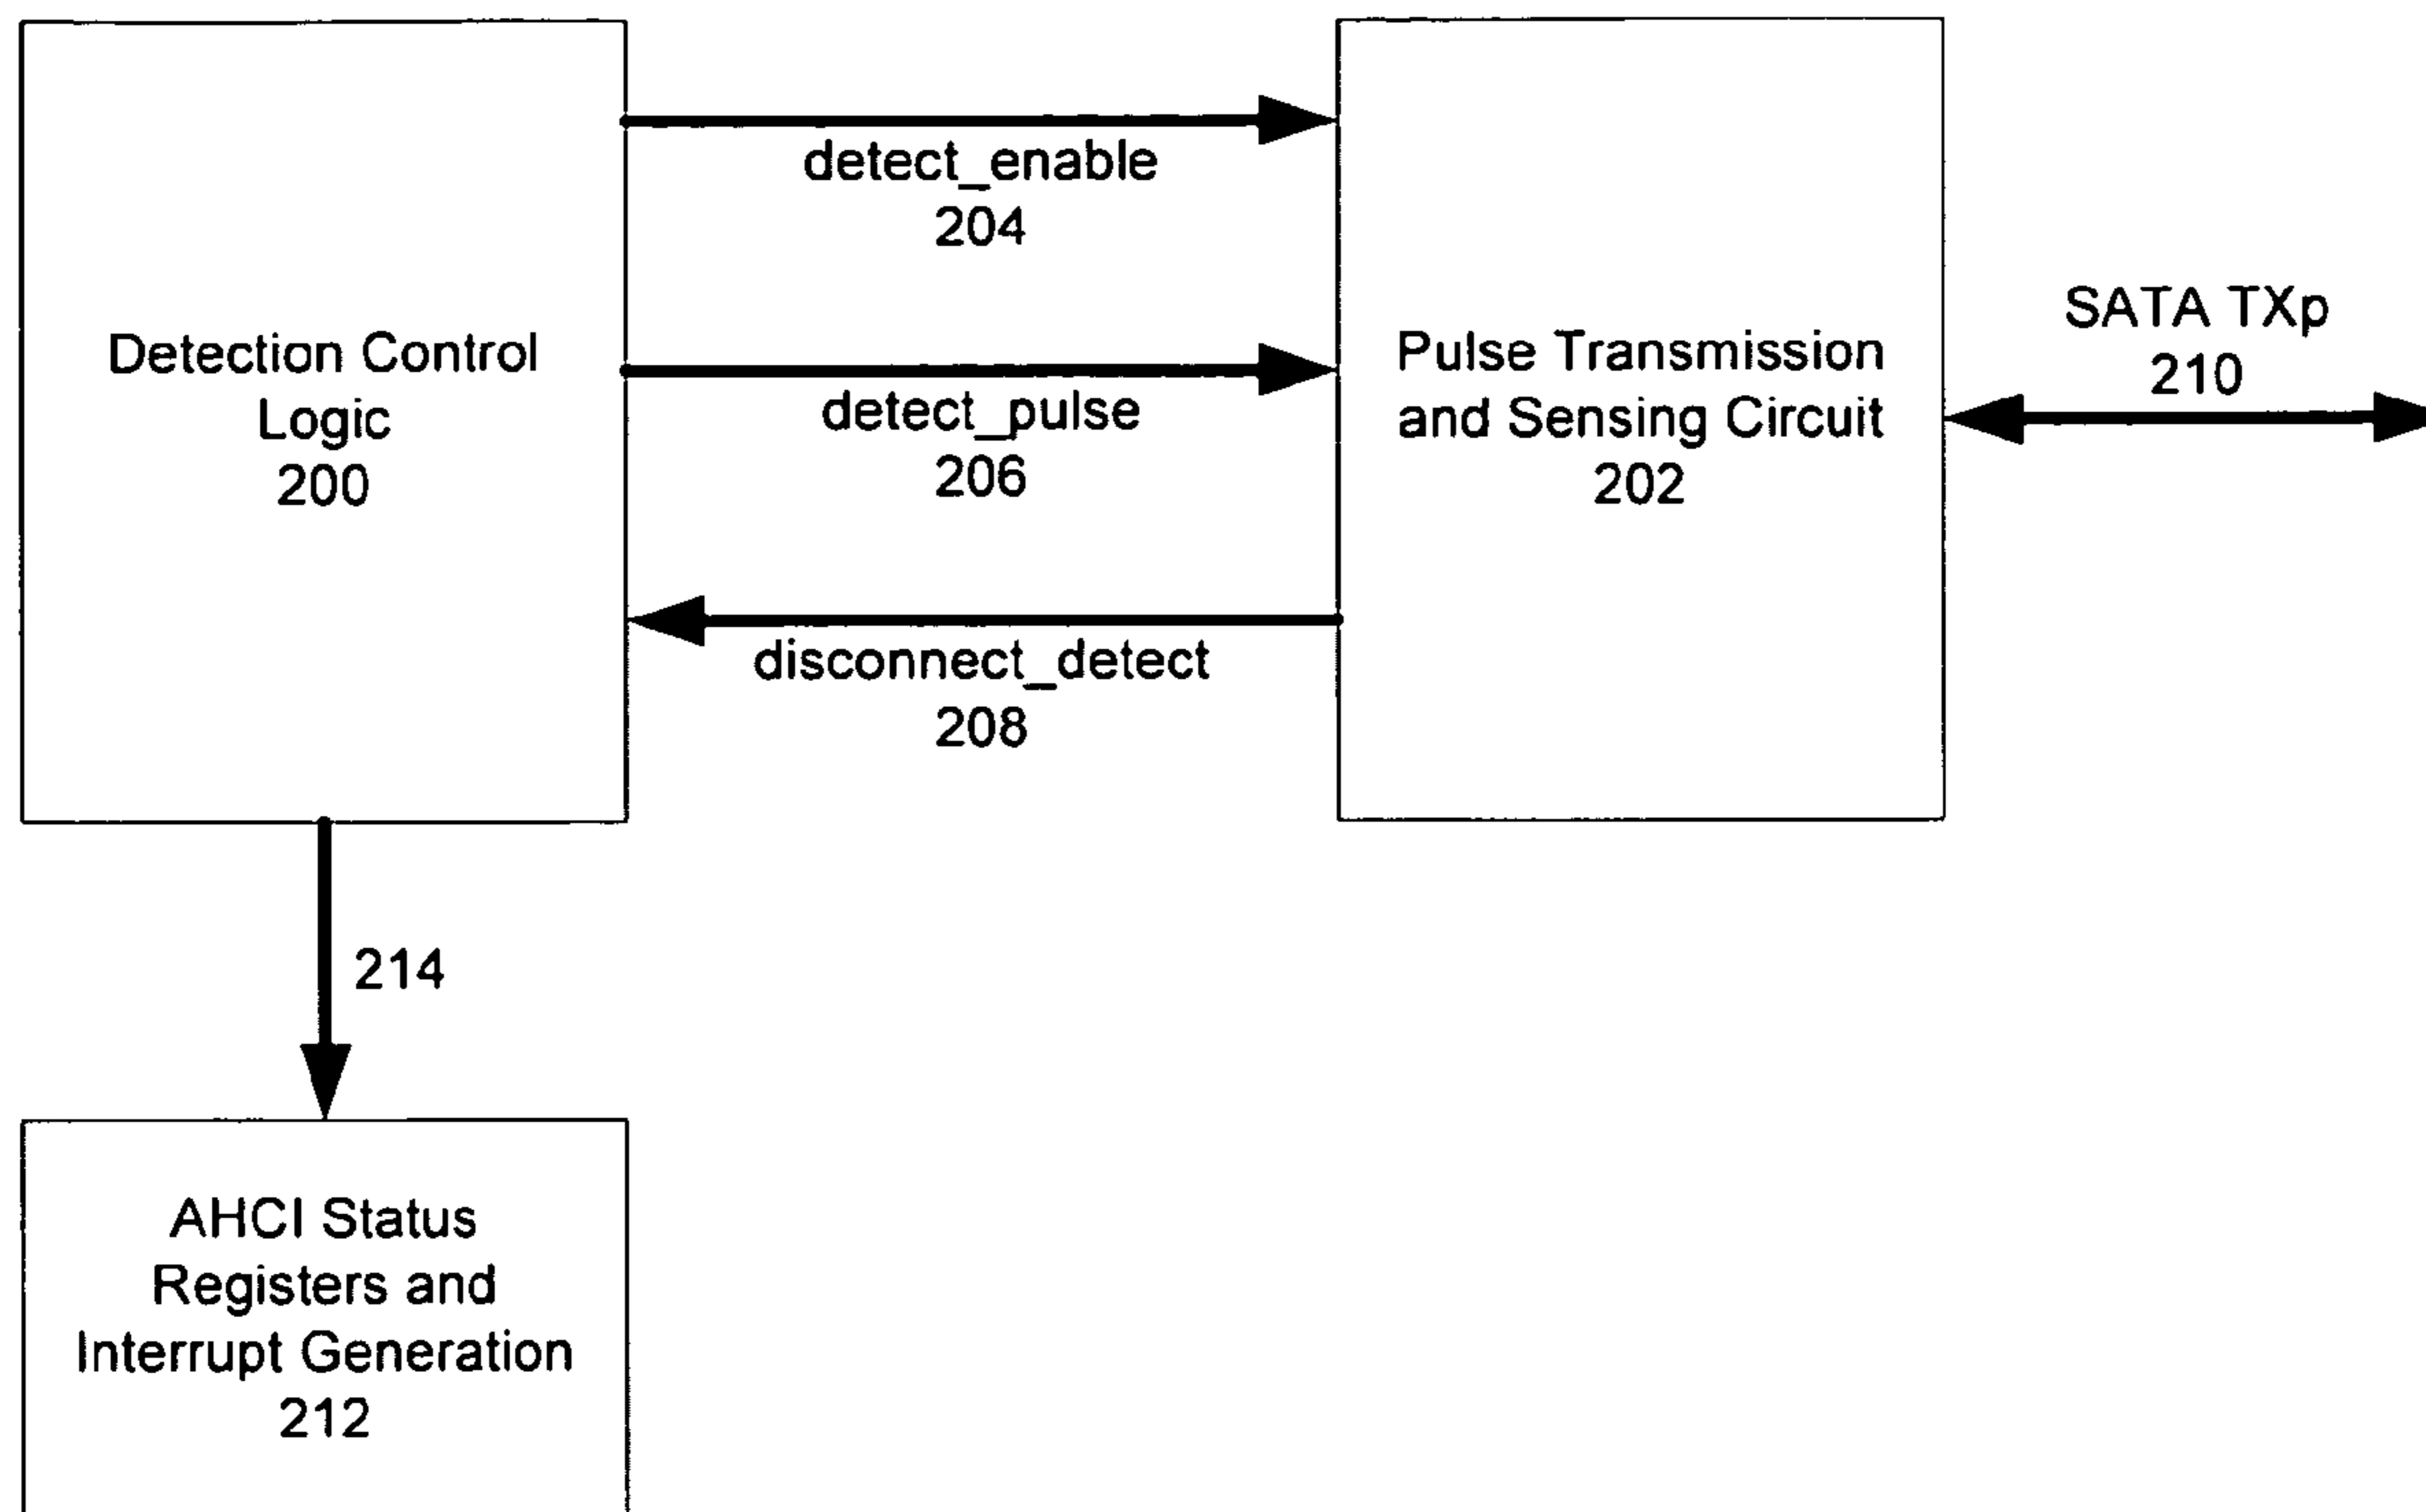 detect_enable
204
Detection Control
Logic
200
detect_pulse
206
Pulse Transmission
and Sensing Circuit
202
SATA TXp
210
disconnect_detect
208
214
AHCI Status
Registers and
Interrupt Generation
212